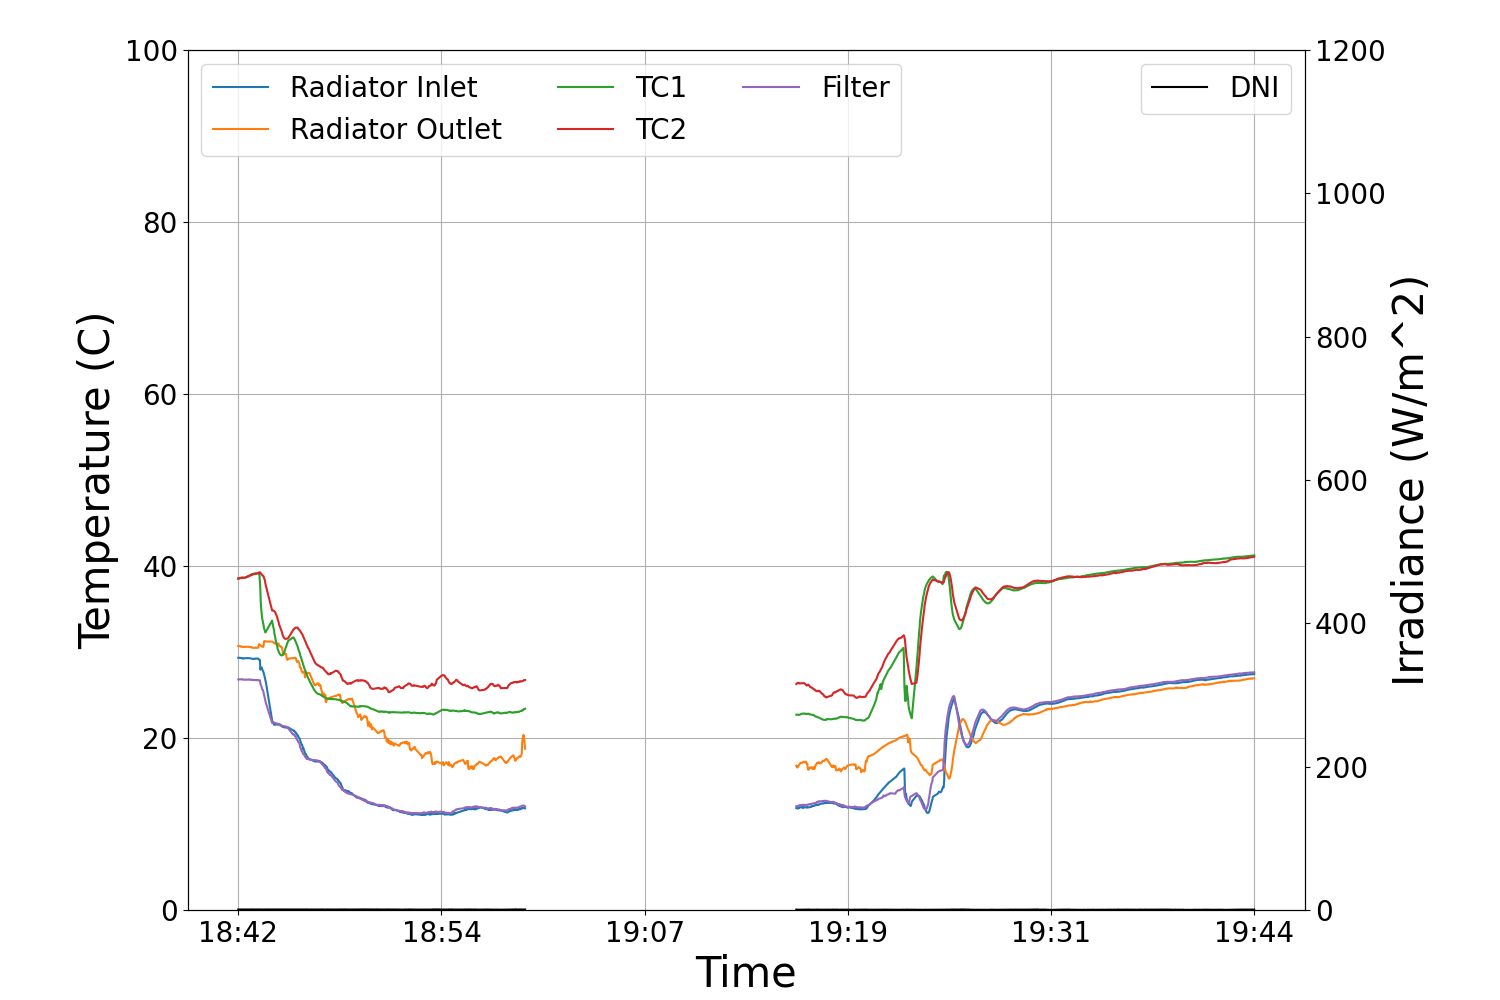 100
80
60
40
20
0
Temperature (C)
Radiator Inlet
Radiator Outlet
TC1
TC2
Filter
DNI
1200
1000
800
600
400
200
0
Irradiance (W/m^2)
18:42 18:54 19:07 19:19 19:31 19:44
Time